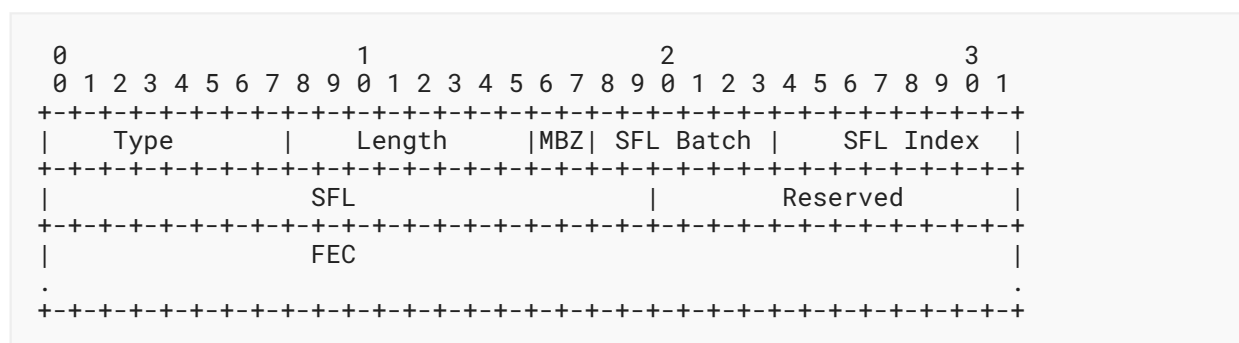 0                   1                   2                   3
 0 1 2 3 4 5 6 7 8 9 0 1 2 3 4 5 6 7 8 9 0 1 2 3 4 5 6 7 8 9 0 1
+-+-+-+-+-+-+-+-+-+-+-+-+-+-+-+-+-+-+-+-+-+-+-+-+-+-+-+-+-+-+-+-+
|    Type       |    Length     |MBZ| SFL Batch |    SFL Index  |
+-+-+-+-+-+-+-+-+-+-+-+-+-+-+-+-+-+-+-+-+-+-+-+-+-+-+-+-+-+-+-+-+
|                 SFL                   |        Reserved       |
+-+-+-+-+-+-+-+-+-+-+-+-+-+-+-+-+-+-+-+-+-+-+-+-+-+-+-+-+-+-+-+-+
|                 FEC                                           |
.                                                               .
+-+-+-+-+-+-+-+-+-+-+-+-+-+-+-+-+-+-+-+-+-+-+-+-+-+-+-+-+-+-+-+-+